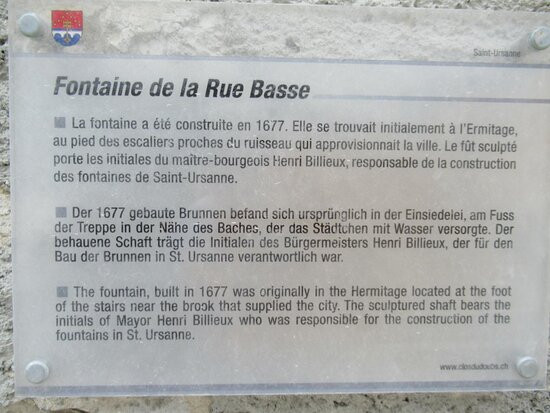 Saint-Ursanne
Fontaine de la Rue Basse
La fontaine a été construite en 1677. Elle se trouvait initialement à l'Ermitage,
au pied des escaliers proches du ruisseau qui approvisionnait la ville. Le fût sculpté
porte les initiales du maître-bourgeois Henri Billieux, responsable de la construction
des fontaines de Saint-Ursanne.
Der 1677 gebaute Brunnen befand sich ursprünglich in der Einsiedelei, am Fuss
der Treppe in der Nähe des Baches, der das Städtchen mit Wasser versorgte. Der
behauene Schaft trägt die Initialen des Bürgermeisters Henri Billieux, der für den
Bau der Brunnen in St. Ursanne verantwortlich war.
The fountain, built in 1677 was originally in the Hermitage located at the foot
of the stairs near the brook that supplied the city. The sculptured shaft bears the
initials of Mayor Henri Billieux who was responsible for the construction of the
fountains in St. Ursanne.
www.closdudoubs.ch